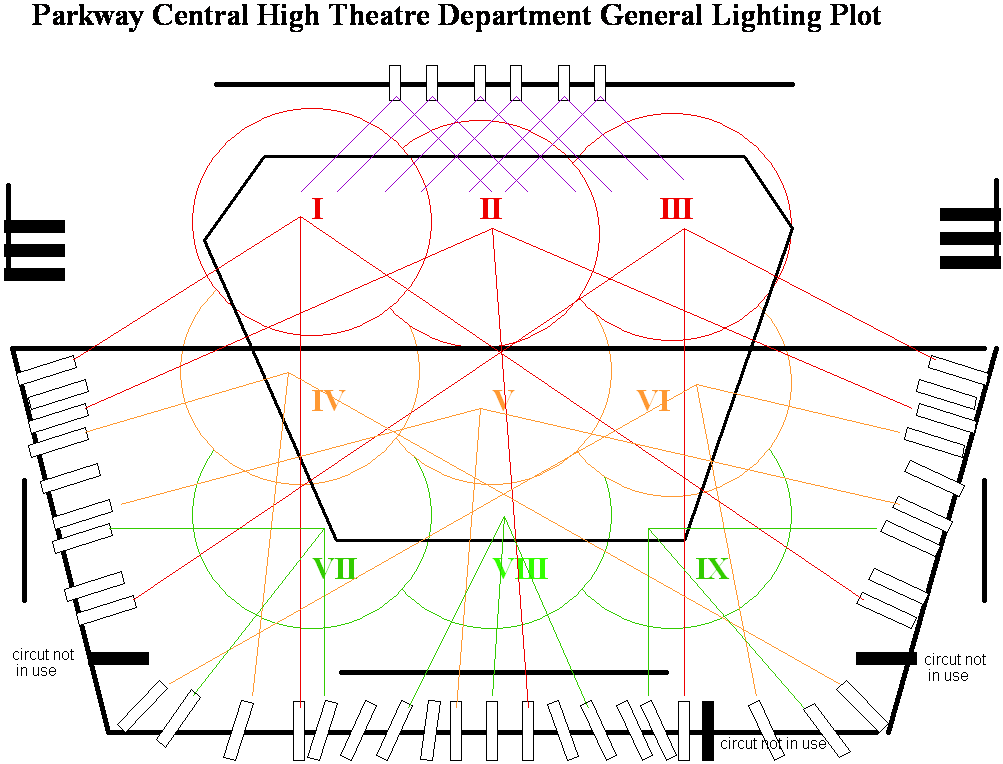 Parkway Central High Theatre Department General Lighting Plot
I II III
IV V VI
VII VIII IX
circut not
in use
circut not
in use
circut not in use